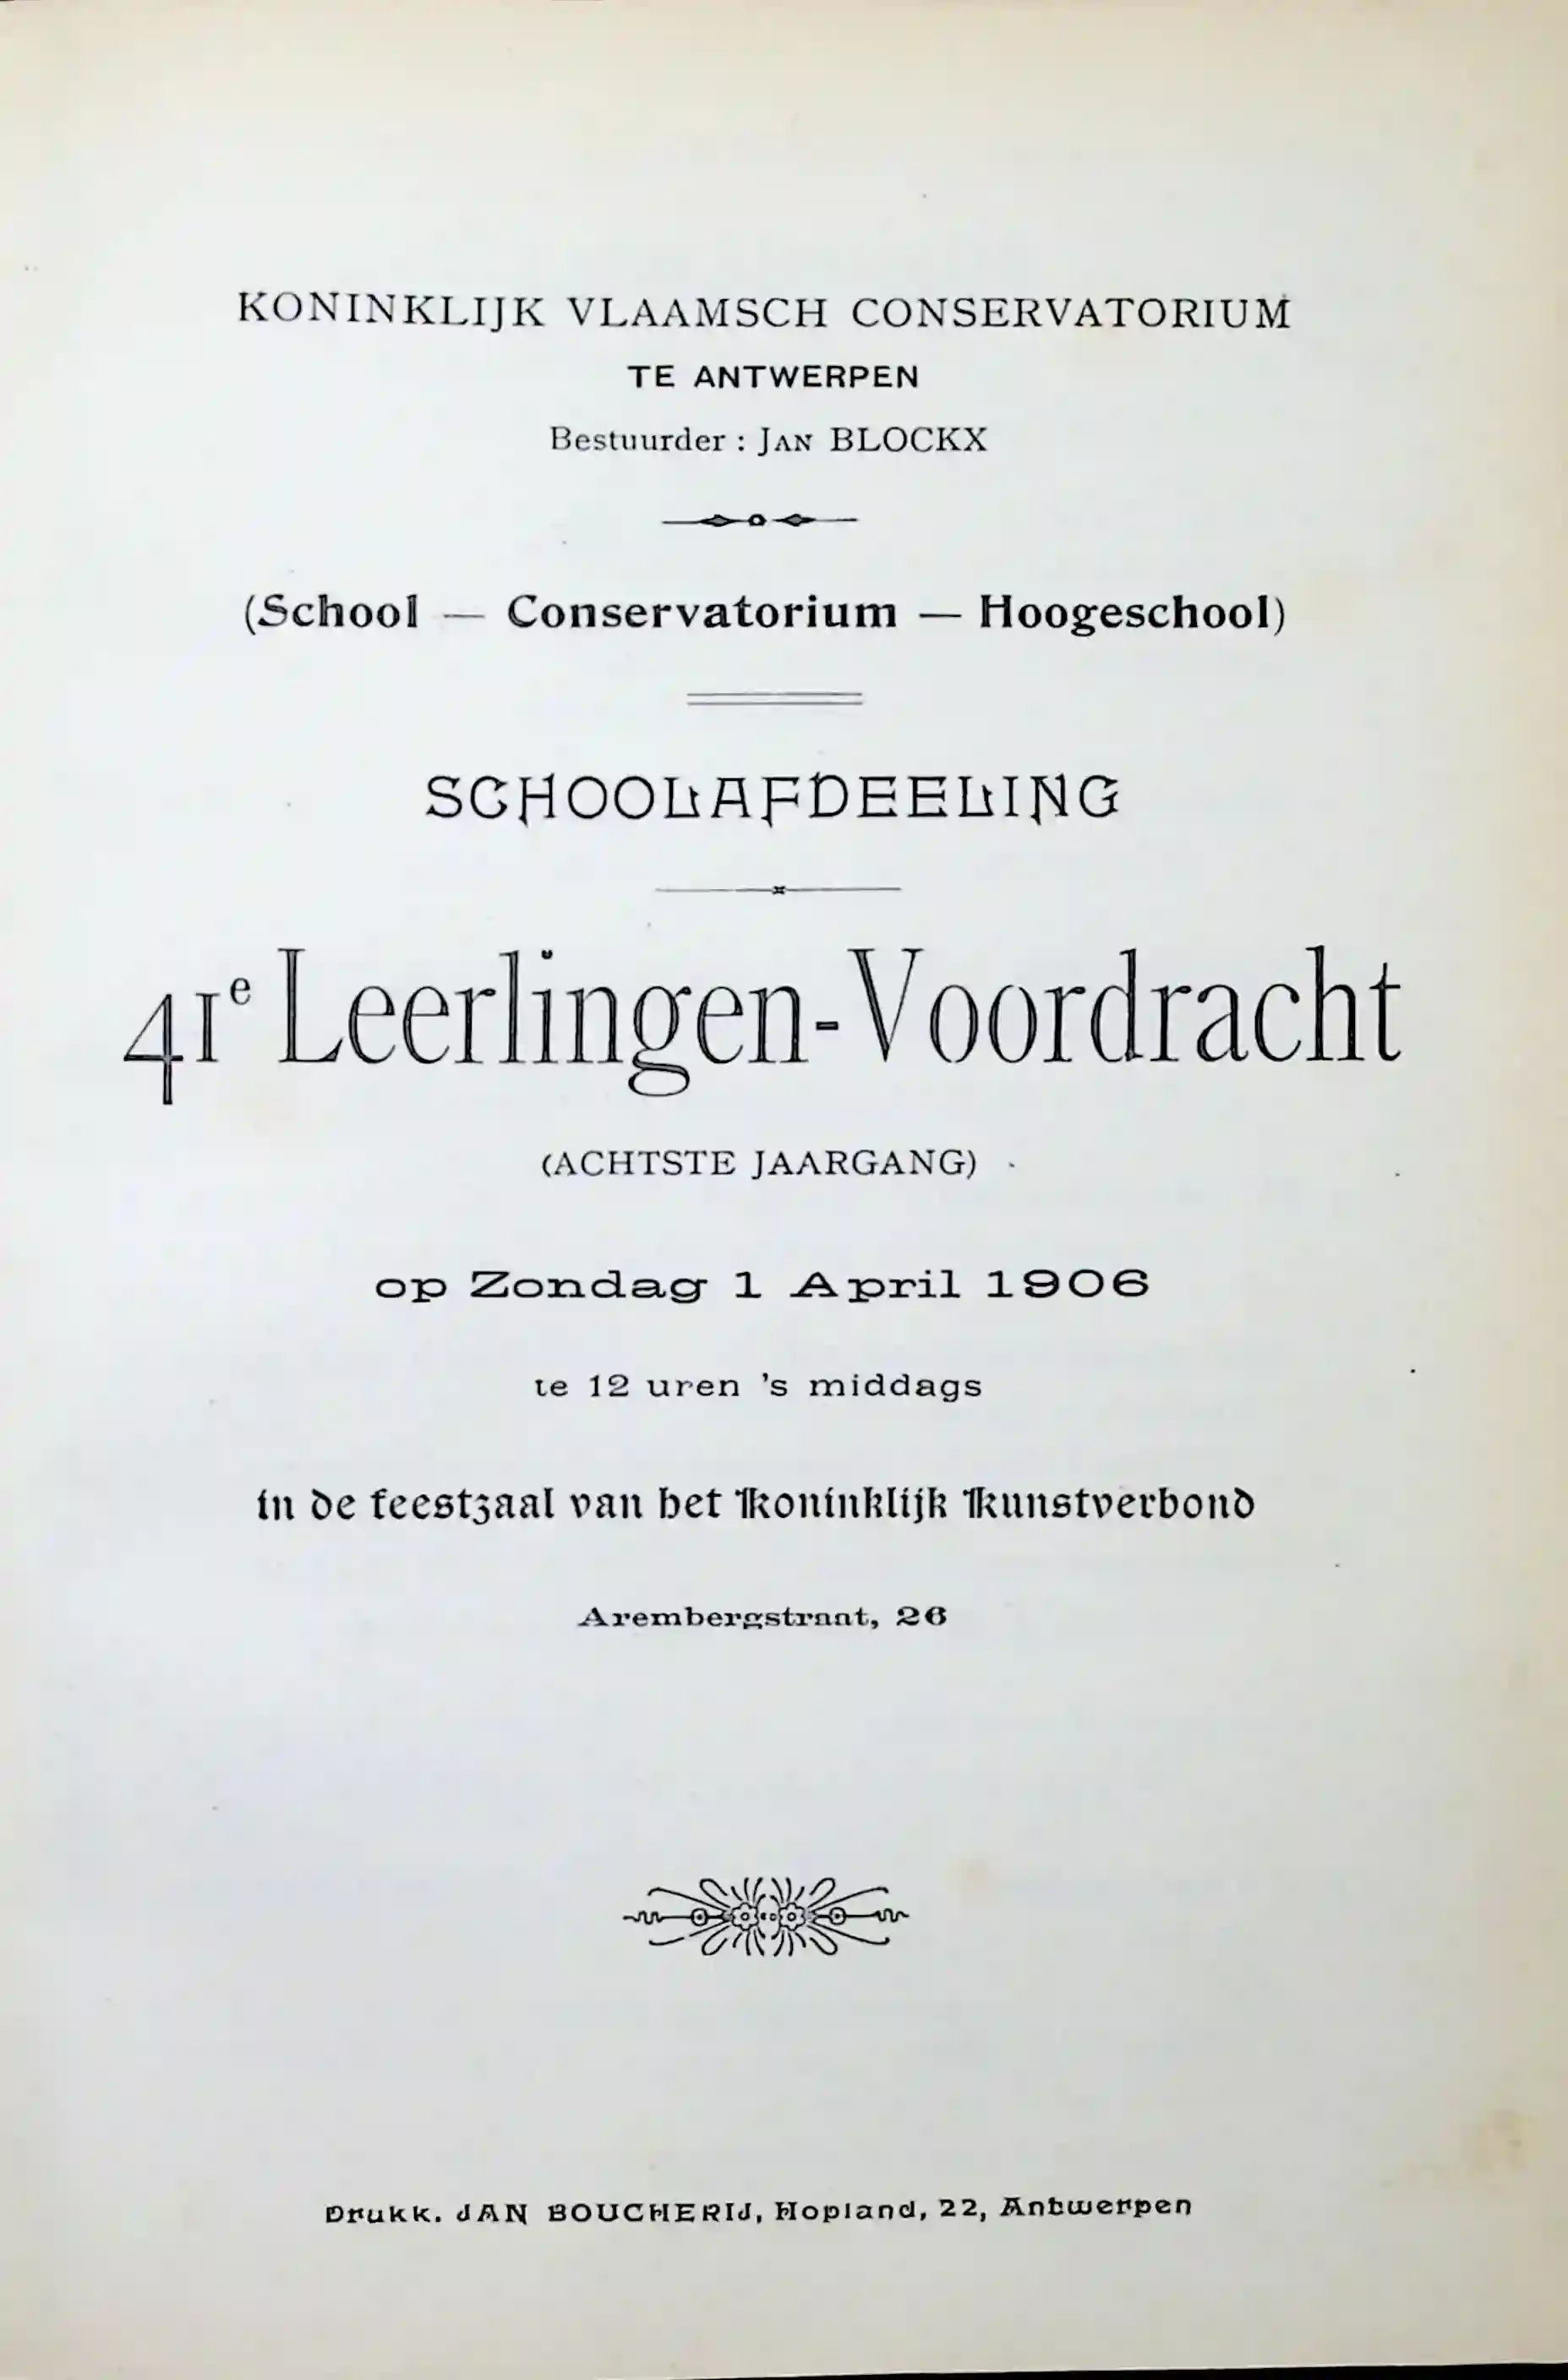 KONINKLIJK VLAAMSCH CONSERVATORIUM
TE ANTWERPEN
Bestuurder : JAN BLOCKX
(School — Conservatorium — Hoogeschool)
SCHOOLAFDEELING
41e Leerlingen-Voordracht
(ACHTSTE JAARGANG)
op Zondag 1 April 1906
te 12 uren 's middags
in de feestzaal van het Koninklijk Kunstverbond
Arembergstraat, 26
Drukk. JAN BOUCHERIJ, Hopland, 22, Antwerpen